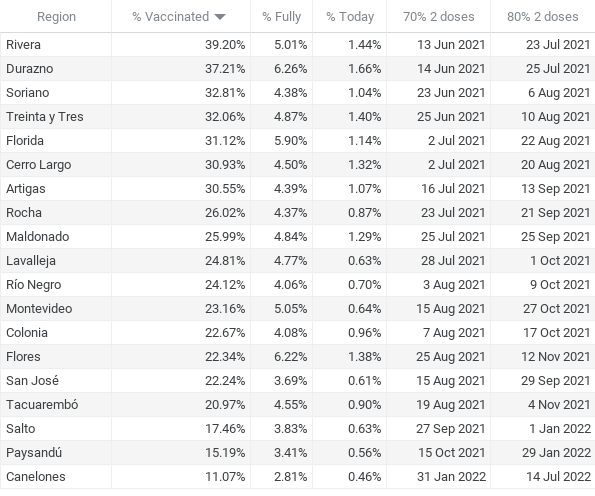 Region % Vaccinated % Fully % Today 70% 2 doses 80% 2 doses
Rivera 39.20% 5.01% 1.44% 13 Jun 2021 23 Jul 2021
Durazno 37.21% 6.26% 1.66% 14 Jun 2021 25 Jul 2021
Soriano 32.81% 4.38% 1.04% 23 Jun 2021 6 Aug 2021
Treinta y Tres 32.06% 4.87% 1.40% 25 Jun 2021 10 Aug 2021
Florida 31.12% 5.90% 1.14% 2 Jul 2021 22 Aug 2021
Cerro Largo 30.93% 4.50% 1.32% 2 Jul 2021 20 Aug 2021
Artigas 30.55% 4.39% 1.07% 16 Jul 2021 13 Sep 2021
Rocha 26.02% 4.37% 0.87% 23 Jul 2021 21 Sep 2021
Maldonado 25.99% 4.84% 1.29% 25 Jul 2021 25 Sep 2021
Lavalleja 24.81% 4.77% 0.63% 28 Jul 2021 1 Oct 2021
Río Negro 24.12% 4.06% 0.70% 3 Aug 2021 9 Oct 2021
Montevideo 23.16% 5.05% 0.64% 15 Aug 2021 27 Oct 2021
Colonia 22.67% 4.08% 0.96% 7 Aug 2021 17 Oct 2021
Flores 22.34% 6.22% 1.38% 25 Aug 2021 12 Nov 2021
San José 22.24% 3.69% 0.61% 15 Aug 2021 29 Sep 2021
Tacuarembó 20.97% 4.55% 0.90% 19 Aug 2021 4 Nov 2021
Salto 17.46% 3.83% 0.63% 27 Sep 2021 1 Jan 2022
Paysandú 15.19% 3.41% 0.56% 15 Oct 2021 29 Jan 2022
Canelones 11.07% 2.81% 0.46% 31 Jan 2022 14 Jul 2022